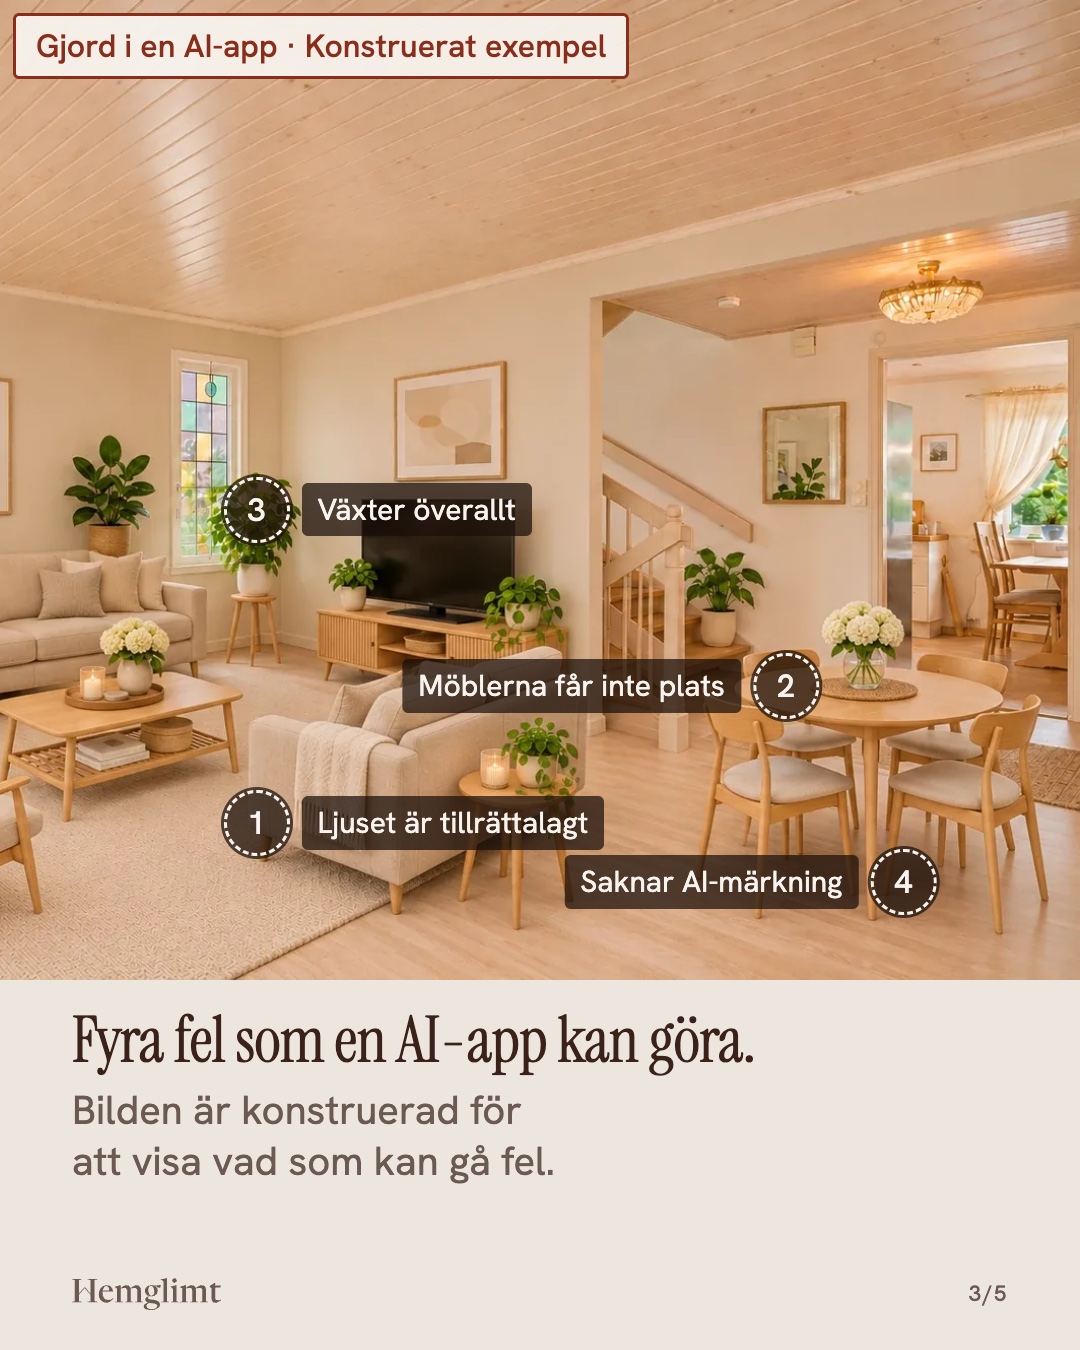 Gjord i en AI-app · Konstruerat exempel
3 Växter överallt
Möblerna får inte plats 2
1 Ljuset är tillrättalagt
Saknar AI-märkning 4
Fyra fel som en AI-app kan göra.
Bilden är konstruerad för
att visa vad som kan gå fel.
Hemglimt
3/5